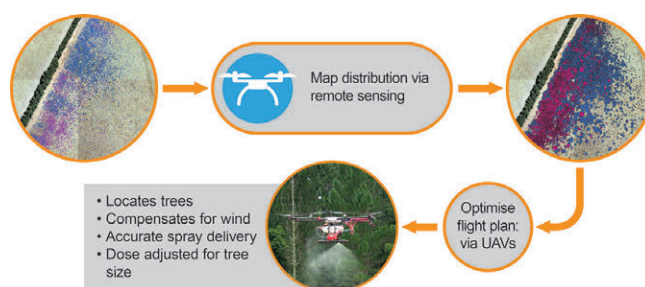 Map distribution via
remote sensing
Optimise
flight plan:
via UAVs
• Locates trees
• Compensates for wind
• Accurate spray delivery
• Dose adjusted for tree
size